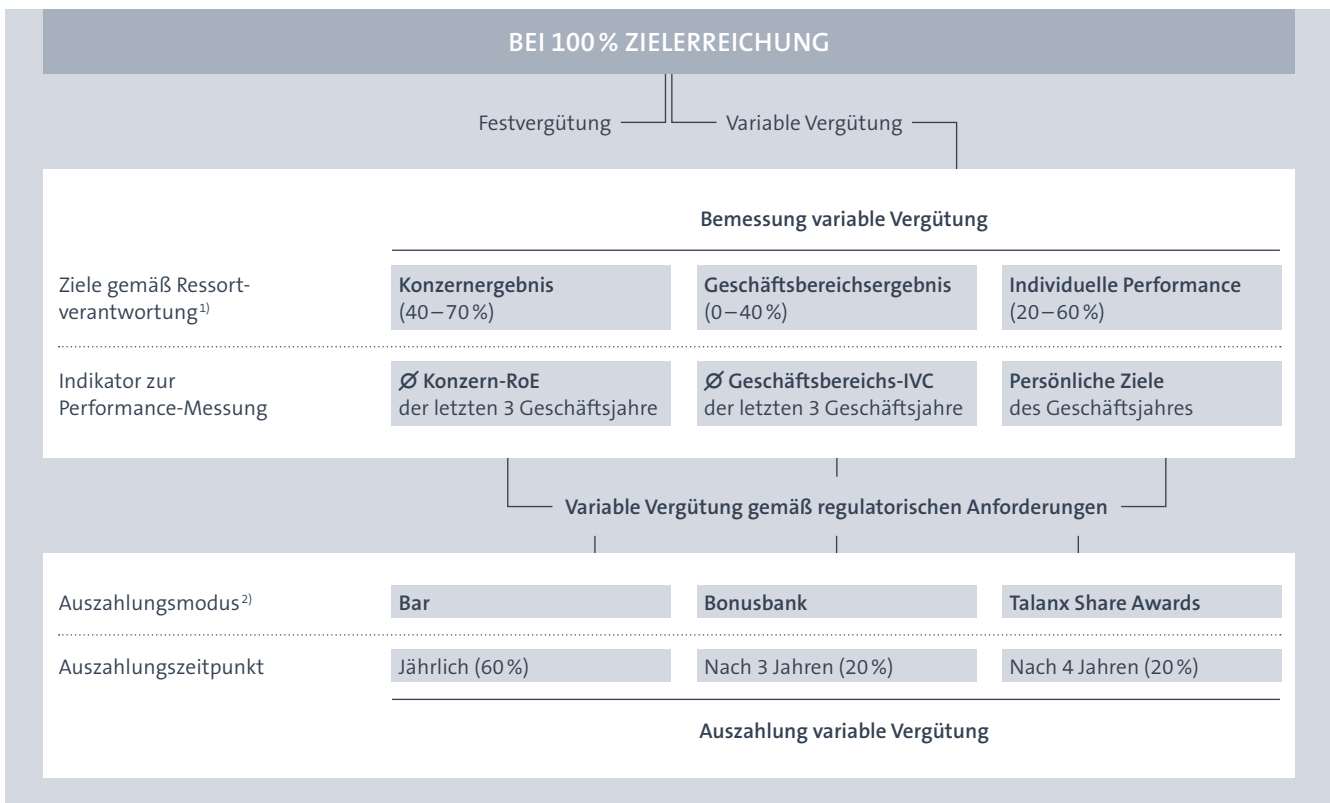 BEI 100 % ZIELERREICHUNG
Festvergütung
Variable Vergütung
Bemessung variable Vergütung
Ziele gemäß Ressort-
verantwortung1)
Konzernergebnis
(40–70 %)
Geschäftsbereichsergebnis
(0–40 %)
Individuelle Performance
(20–60 %)
Indikator zur
Performance-Messung
Ø Konzern-RoE
der letzten 3 Geschäftsjahre
Ø Geschäftsbereichs-IVC
der letzten 3 Geschäftsjahre
Persönliche Ziele
des Geschäftsjahres
Variable Vergütung gemäß regulatorischen Anforderungen
Auszahlungsmodus2)
Bar
Bonusbank
Talanx Share Awards
Auszahlungszeitpunkt
Jährlich (60 %)
Nach 3 Jahren (20 %)
Nach 4 Jahren (20 %)
Auszahlung variable Vergütung